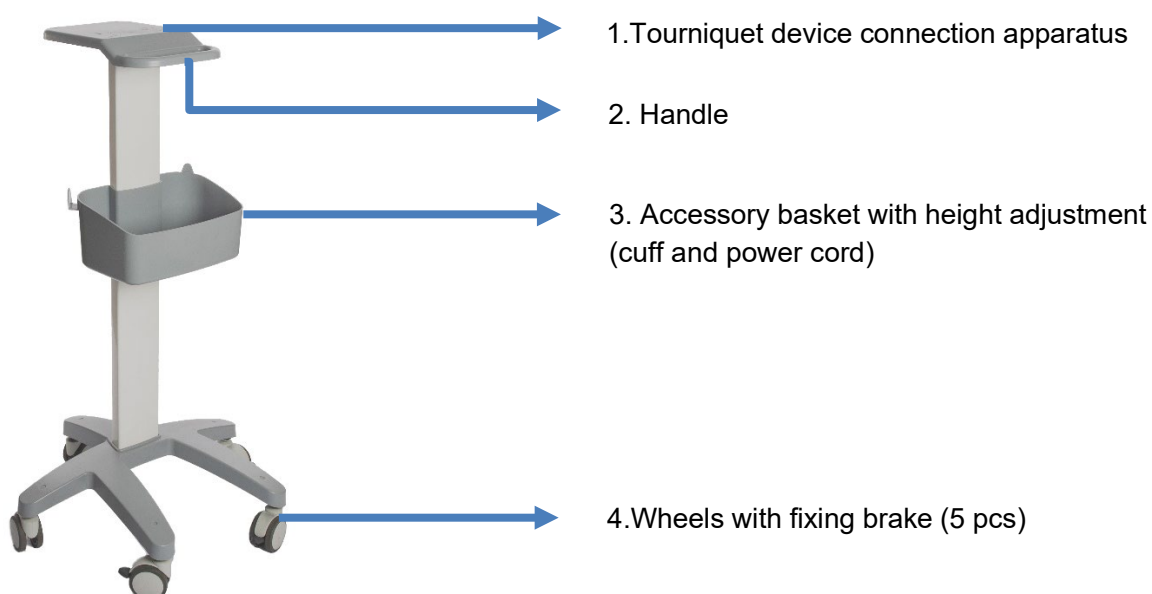 1.Tourniquet device connection apparatus
2. Handle
3. Accessory basket with height adjustment
(cuff and power cord)
4.Wheels with fixing brake (5 pcs)